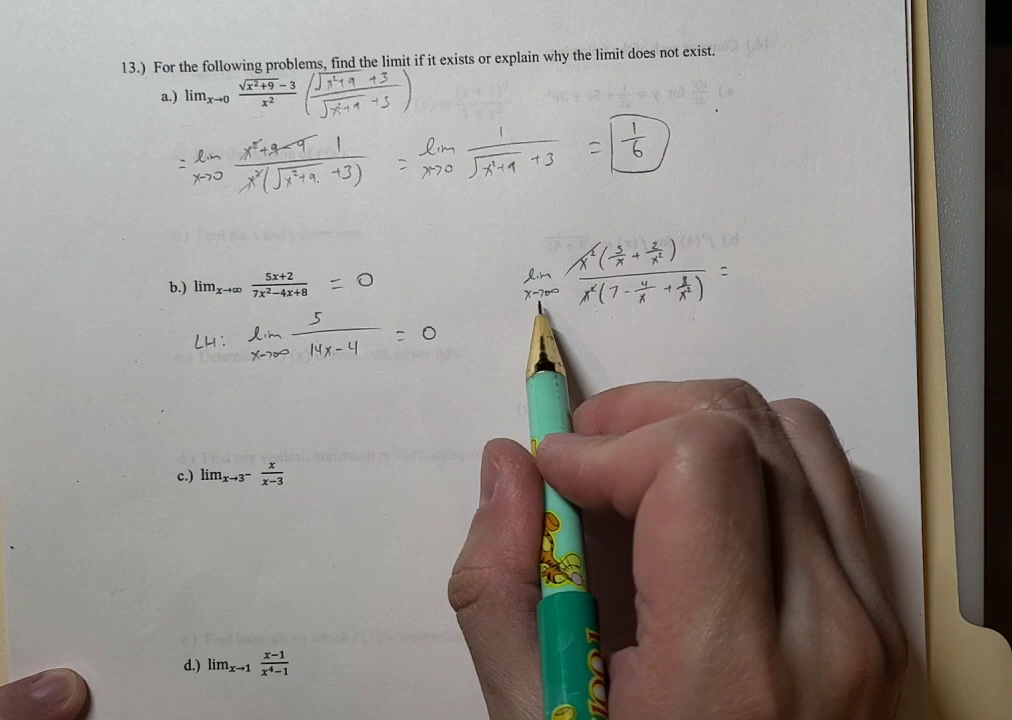 13.) For the following problems, find the limit if it exists or explain why the limit does not exist.
a.) lim_{x→0} (√(x²+9) − 3)/x² ((√(x²+9) + 3)/(√(x²+9) + 3))
= lim_{x→0} (x²+9−9)/(x²(√(x²+9) + 3)) 1 = lim_{x→0} 1/(√(x²+9) + 3) = 1/6
b.) lim_{x→∞} (5x+2)/(7x²−4x+8) = 0
lim_{x→∞} x²(5/x + 2/x²)/(x²(7 − 4/x + 8/x²)) =
LH: lim_{x→∞} 5/(14x−4) = 0
c.) lim_{x→3⁻} x/(x−3)
d.) lim_{x→1} (x−1)/(x⁴−1)